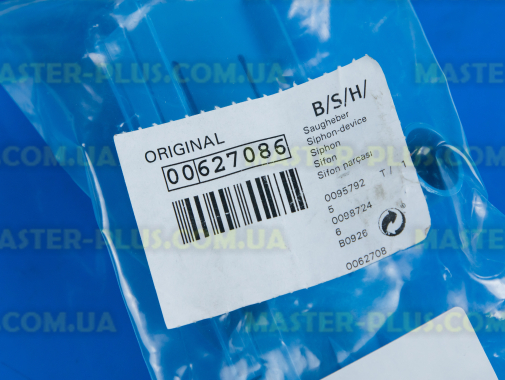 MASTER-PLUS.COM.UA
B/S/H/
ORIGINAL
00627086
Saugheber
Siphon-device
Siphon
Sifon
Sifon parças:
0095792 T / 1
5
0098724
6
B0926
0062708